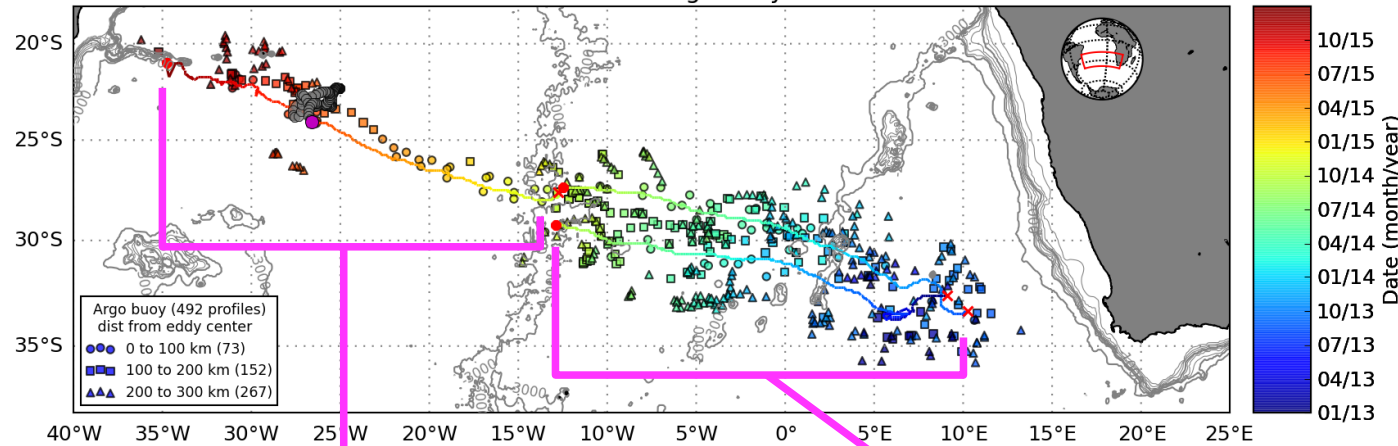 20°S
25°S
30°S
35°S
40°W 35°W 30°W 25°W 20°W 15°W 10°W 5°W 0° 5°E 10°E 15°E 20°E 25°E
Argo buoy (492 profiles)
dist from eddy center
0 to 100 km (73)
100 to 200 km (152)
200 to 300 km (267)
10/15
07/15
04/15
01/15
10/14
07/14
04/14
01/14
10/13
07/13
04/13
01/13
Date (month/year)